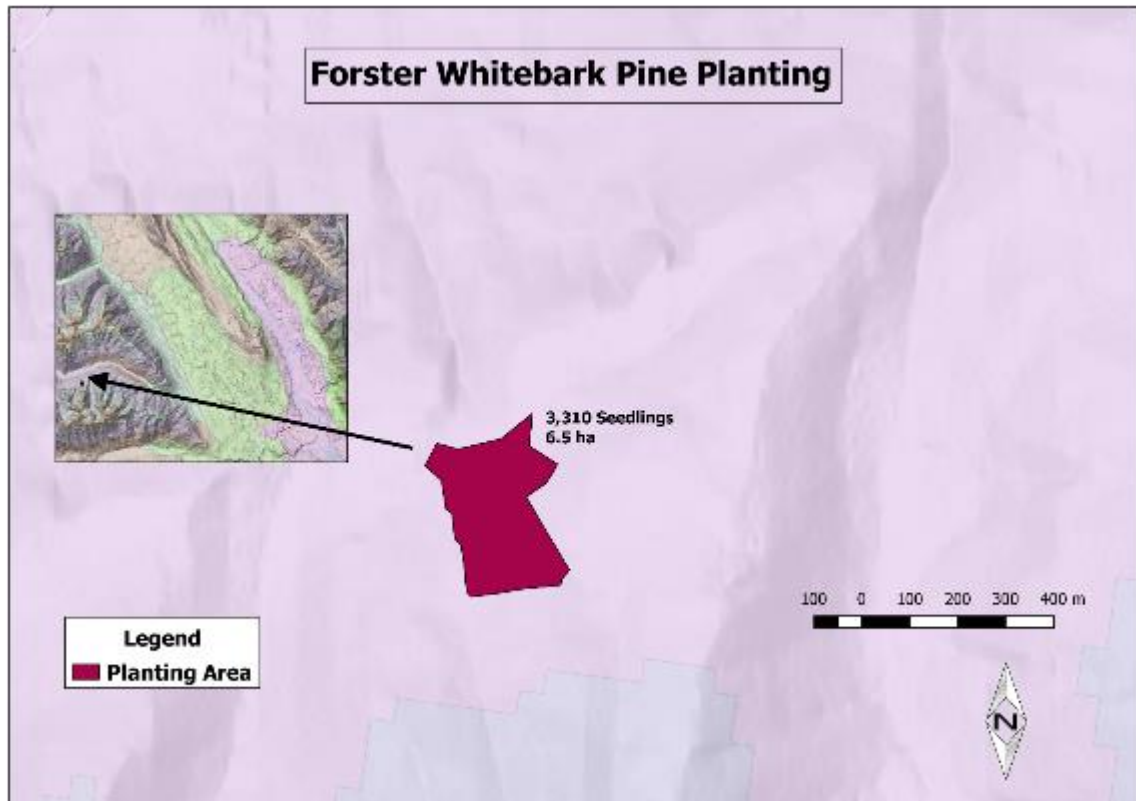 Forster Whitebark Pine Planting
3,310 Seedlings
6.5 ha
100 0 100 200 300 400 m
Legend
Planting Area
N